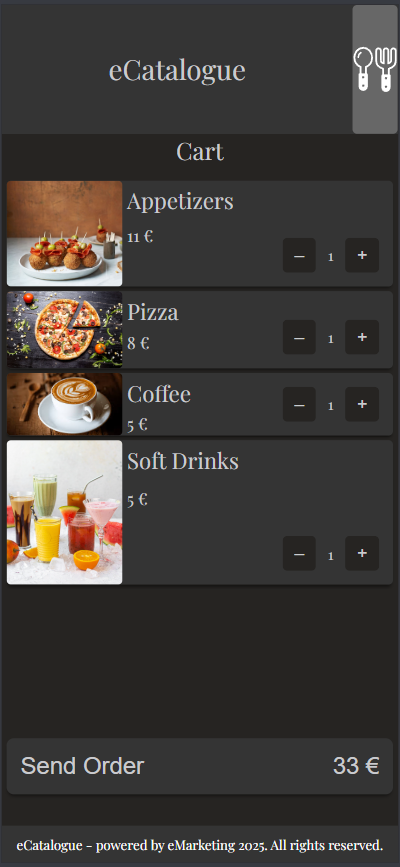 eCatalogue
Cart
Appetizers
11 €
– 1 +
Pizza
8 €
– 1 +
Coffee
5 €
– 1 +
Soft Drinks
5 €
– 1 +
Send Order 33 €
eCatalogue - powered by eMarketing 2025. All rights reserved.